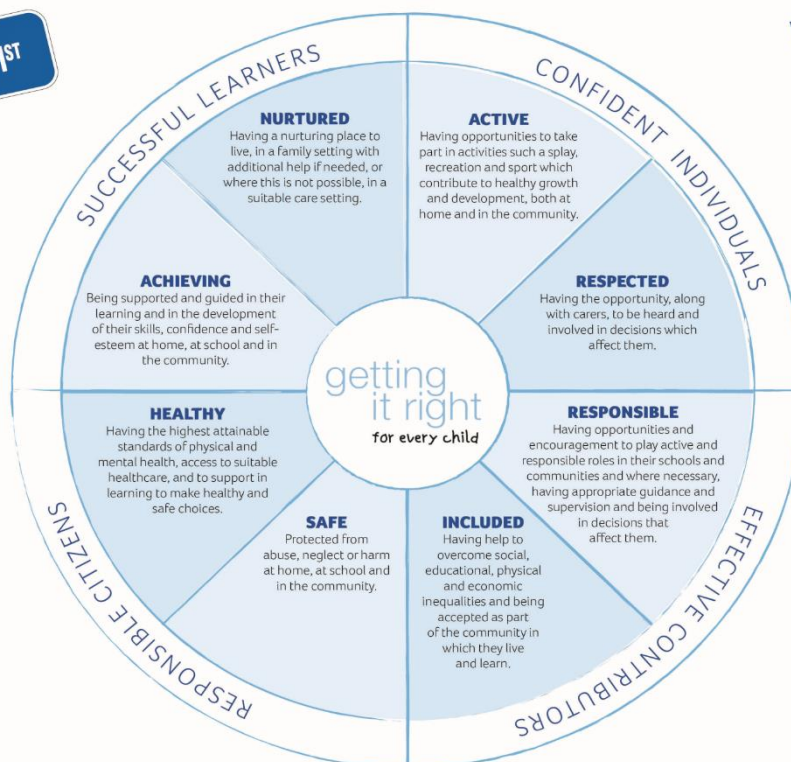 1ST
SUCCESSFUL LEARNERS
CONFIDENT INDIVIDUALS
NURTURED
Having a nurturing place to
live, in a family setting with
additional help if needed, or
where this is not possible, in a
suitable care setting.
ACTIVE
Having opportunities to take
part in activities such a splay,
recreation and sport which
contribute to healthy growth
and development, both at
home and in the community.
ACHIEVING
Being supported and guided in their
learning and in the development
of their skills, confidence and self-
esteem at home, at school and in
the community.
RESPECTED
Having the opportunity, along
with carers, to be heard and
involved in decisions which
affect them.
getting
it right
for every child
HEALTHY
Having the highest attainable
standards of physical and
mental health, access to suitable
healthcare, and to support in
learning to make healthy and
safe choices.
RESPONSIBLE
Having opportunities and
encouragement to play active and
responsible roles in their schools and
communities and where necessary,
having appropriate guidance and
supervision and being involved
in decisions that
affect them.
SAFE
Protected from
abuse, neglect or harm
at home, at school and
in the community.
INCLUDED
Having help to
overcome social,
educational, physical
and economic
inequalities and being
accepted as part
of the community in
which they live
and learn.
RESPONSIBLE CITIZENS
EFFECTIVE CONTRIBUTORS